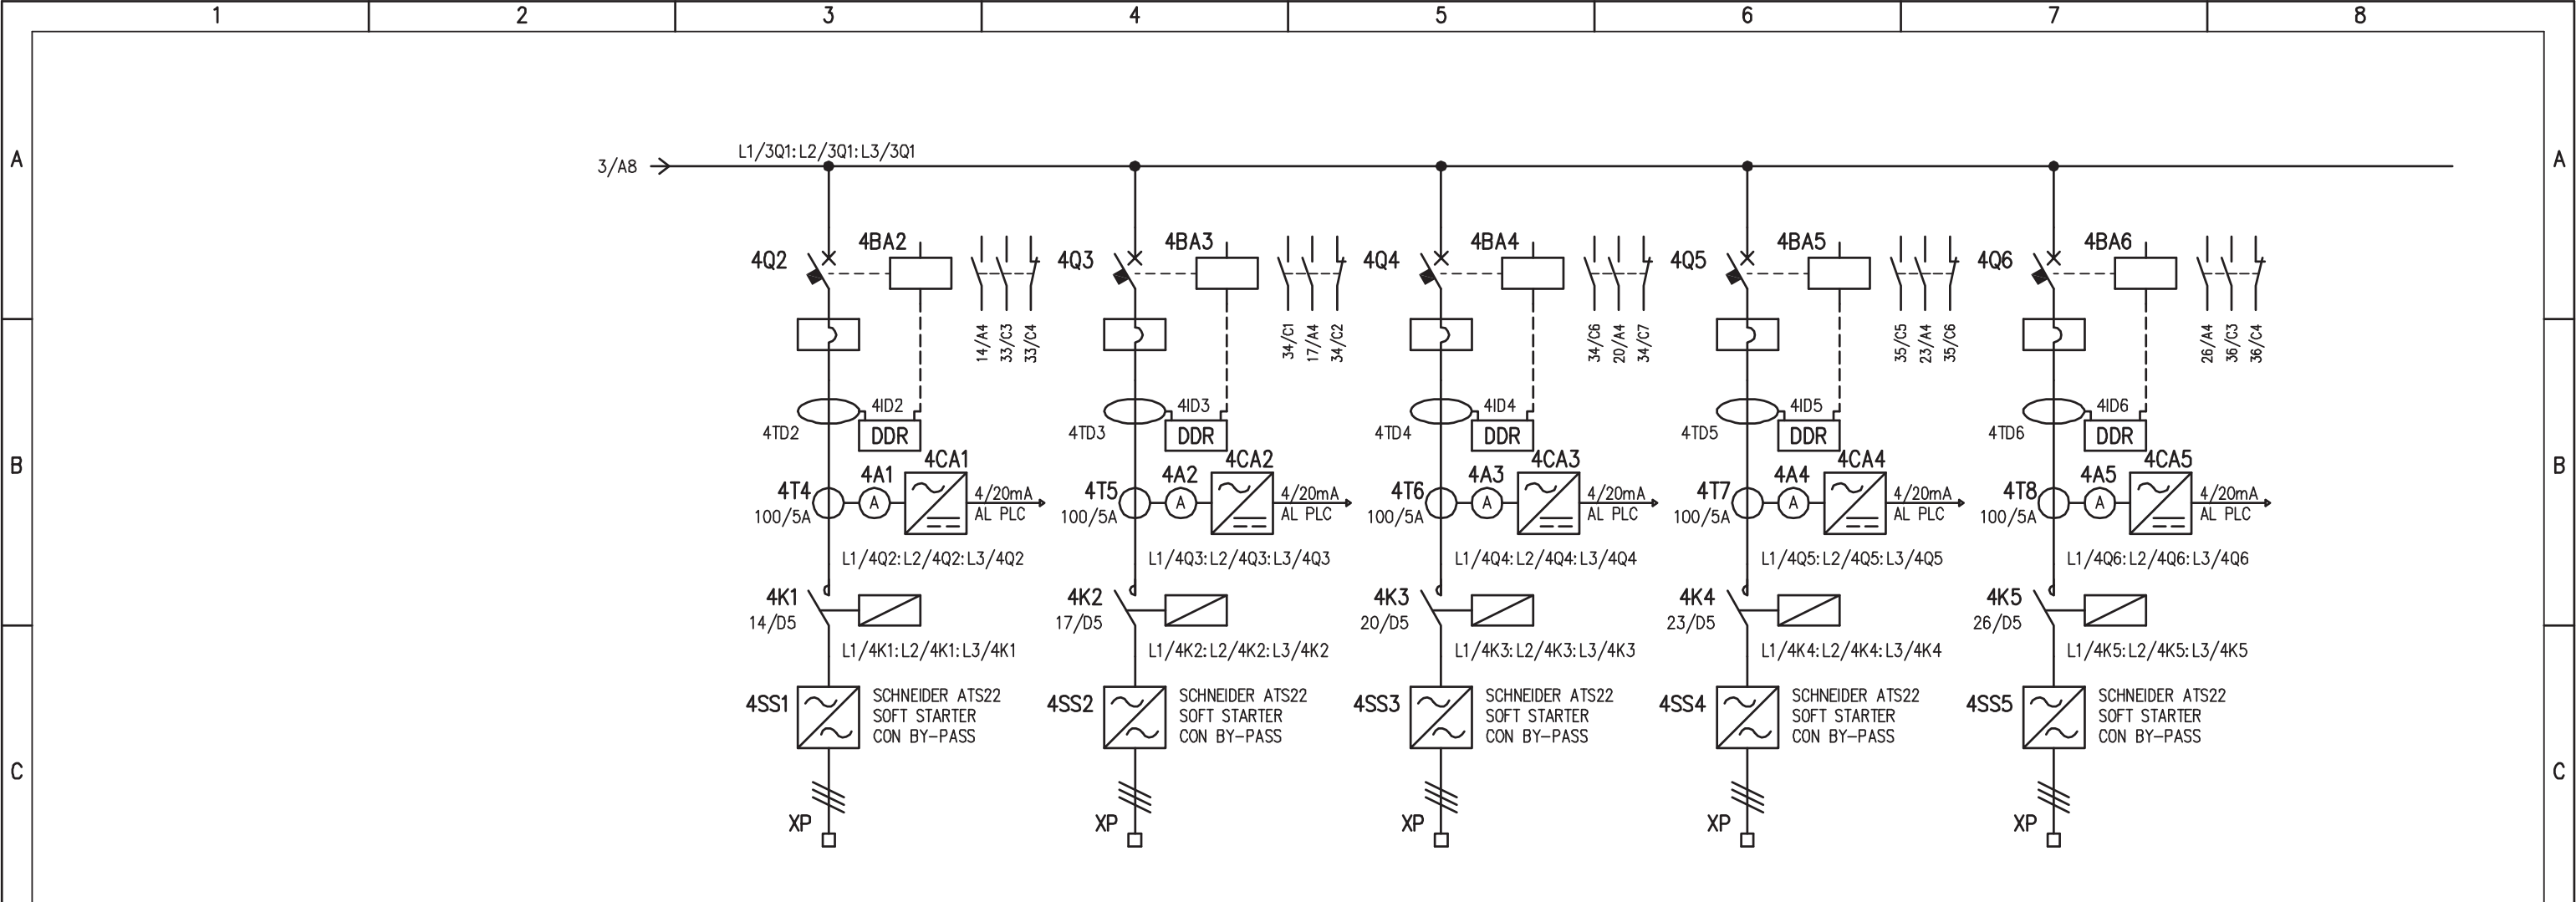 1 2 3 4 5 6 7 8
A A
L1/3Q1:L2/3Q1:L3/3Q1
3/A8
4Q2 4BA2 4Q3 4BA3 4Q4 4BA4 4Q5 4BA5 4Q6 4BA6
14/A4 33/C3 33/C4 34/C1 17/A4 34/C2 34/C6 20/A4 34/C7 35/C5 23/A4 35/C6 26/A4 36/C3 36/C4
4ID2 4ID3 4ID4 4ID5 4ID6
4TD2 DDR 4TD3 DDR 4TD4 DDR 4TD5 DDR 4TD6 DDR
B B
4CA1 4CA2 4CA3 4CA4 4CA5
4A1 4A2 4A3 4A4 4A5
4T4 A 4/20mA 4T5 A 4/20mA 4T6 A 4/20mA 4T7 A 4/20mA 4T8 A 4/20mA
100/5A AL PLC 100/5A AL PLC 100/5A AL PLC 100/5A AL PLC 100/5A AL PLC
L1/4Q2:L2/4Q2:L3/4Q2 L1/4Q3:L2/4Q3:L3/4Q3 L1/4Q4:L2/4Q4:L3/4Q4 L1/4Q5:L2/4Q5:L3/4Q5 L1/4Q6:L2/4Q6:L3/4Q6
4K1 4K2 4K3 4K4 4K5
14/D5 17/D5 20/D5 23/D5 26/D5
L1/4K1:L2/4K1:L3/4K1 L1/4K2:L2/4K2:L3/4K2 L1/4K3:L2/4K3:L3/4K3 L1/4K4:L2/4K4:L3/4K4 L1/4K5:L2/4K5:L3/4K5
4SS1 SCHNEIDER ATS22 4SS2 SCHNEIDER ATS22 4SS3 SCHNEIDER ATS22 4SS4 SCHNEIDER ATS22 4SS5 SCHNEIDER ATS22
SOFT STARTER SOFT STARTER SOFT STARTER SOFT STARTER SOFT STARTER
CON BY-PASS CON BY-PASS CON BY-PASS CON BY-PASS CON BY-PASS
C C
XP XP XP XP XP